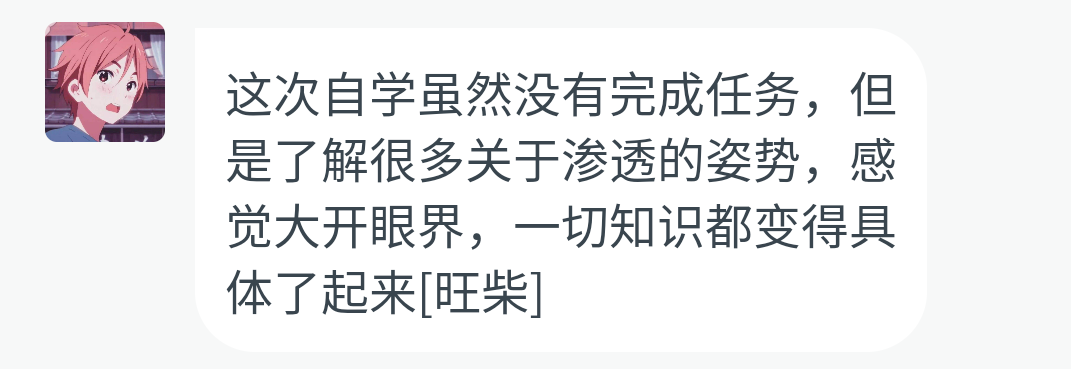 这次自学虽然没有完成任务，但
是了解很多关于渗透的姿势，感
觉大开眼界，一切知识都变得具
体了起来[旺柴]